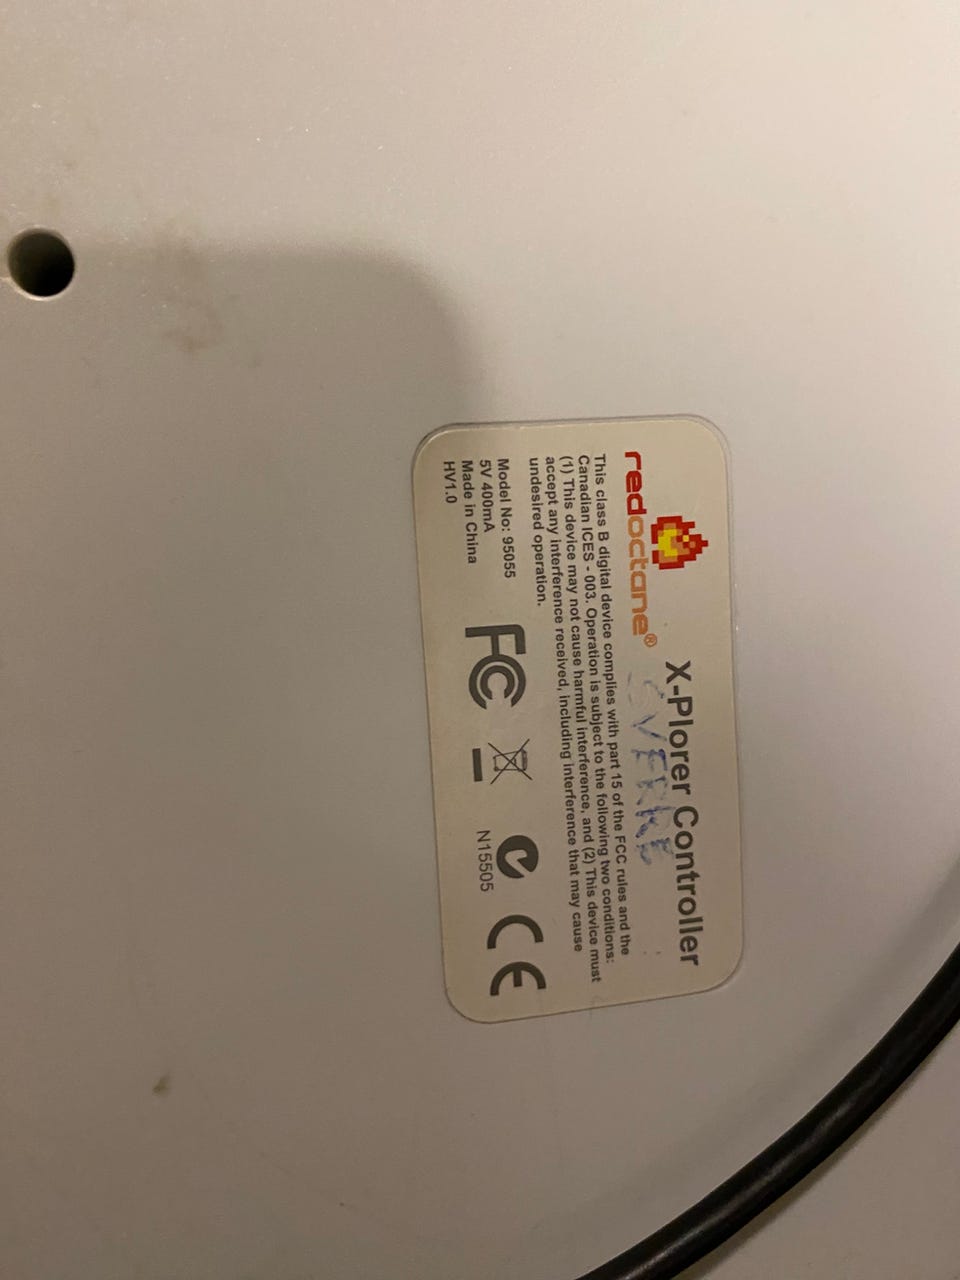 redoctane®
X-Plorer Controller
This class B digital device complies with part 15 of the FCC rules and the
Canadian ICES - 003. Operation is subject to the following two conditions:
(1) This device may not cause harmful interference, and (2) This device must
accept any interference received, including interference that may cause
undesired operation.
Model No: 95055
5V 400mA
Made in China
HV1.0
FC
N15505
CE